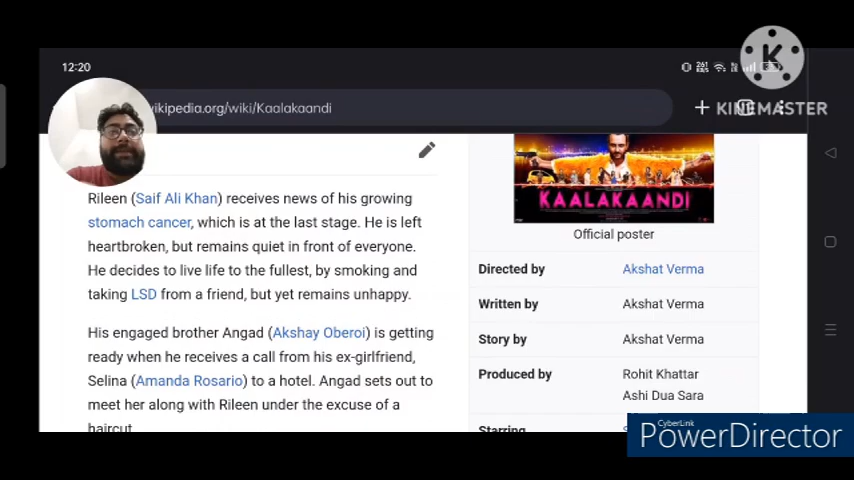 12:20
K
KINEMASTER
vikipedia.org/wiki/Kaalakaandi
Rileen (Saif Ali Khan) receives news of his growing
stomach cancer, which is at the last stage. He is left
heartbroken, but remains quiet in front of everyone.
He decides to live life to the fullest, by smoking and
taking LSD from a friend, but yet remains unhappy.
His engaged brother Angad (Akshay Oberoi) is getting
ready when he receives a call from his ex-girlfriend,
Selina (Amanda Rosario) to a hotel. Angad sets out to
meet her along with Rileen under the excuse of a
haircut
KAALAKAANDI
Official poster
Directed by Akshat Verma
Written by Akshat Verma
Story by Akshat Verma
Produced by Rohit Khattar
Ashi Dua Sara
Starring
CyberLink
PowerDirector